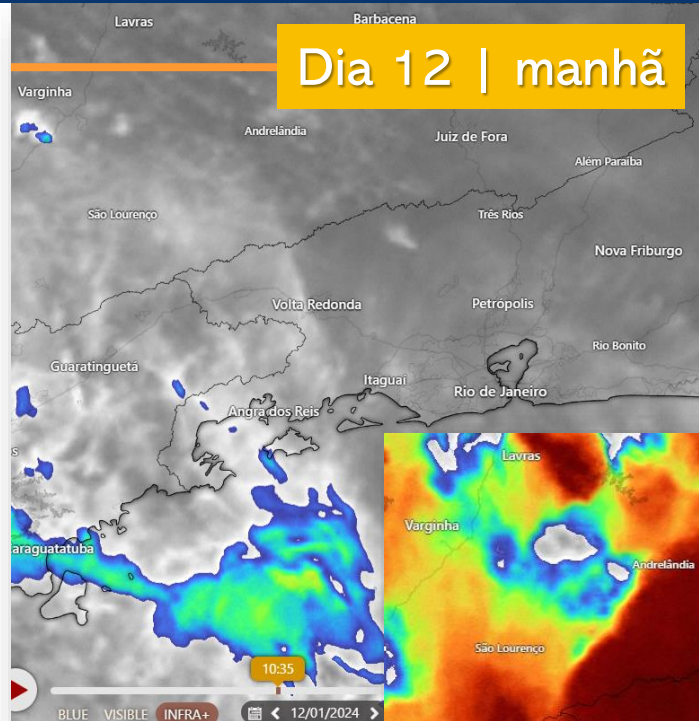 Lavras
Barbacena
Dia 12 | manhã
Varginha
Andrelândia
Juiz de Fora
Além Paraíba
São Lourenço
Três Rios
Nova Friburgo
Volta Redonda
Petrópolis
Rio Bonito
Guaratinguetá
Itaguaí
Rio de Janeiro
Angra dos Reis
s
Lavras
Varginha
araguatatuba
Andrelândia
São Lourenço
10:35
BLUE VISIBLE INFRA+ 12/01/2024